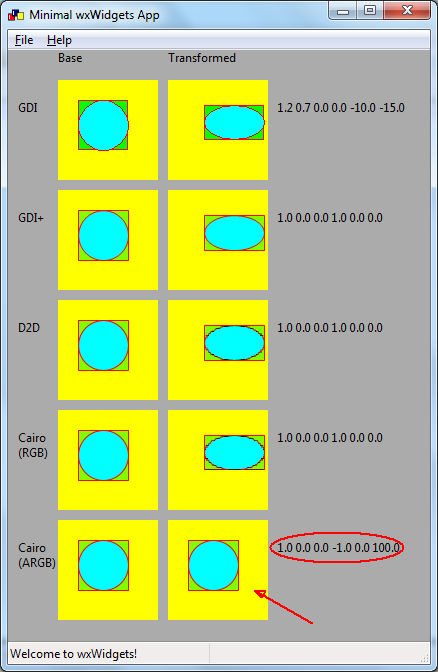 Minimal wxWidgets App
File Help
Base Transformed
GDI 1.2 0.7 0.0 0.0 -10.0 -15.0
GDI+ 1.0 0.0 0.0 1.0 0.0 0.0
D2D 1.0 0.0 0.0 1.0 0.0 0.0
Cairo 1.0 0.0 0.0 1.0 0.0 0.0
(RGB)
Cairo 1.0 0.0 0.0 -1.0 0.0 100.0
(ARGB)
Welcome to wxWidgets!